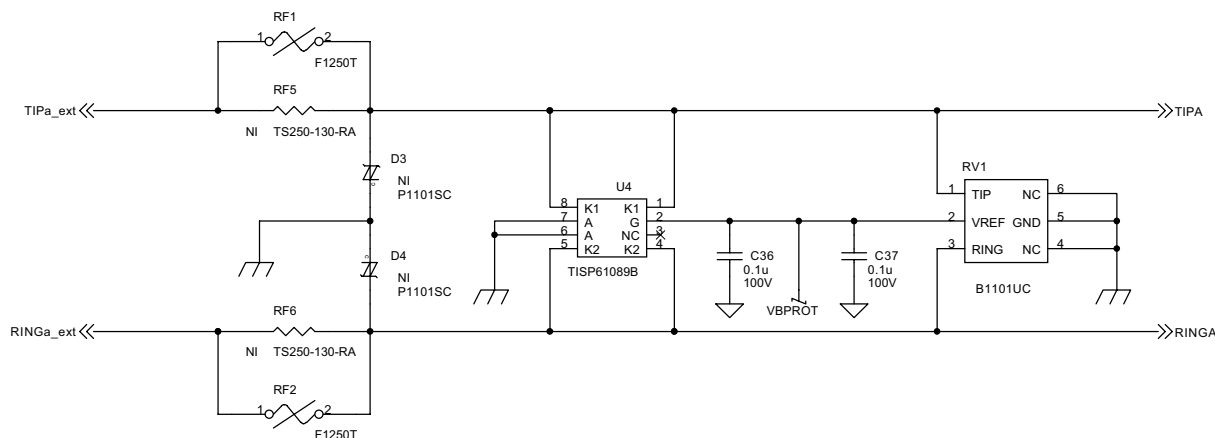 RF1
1 2
F1250T
TIPa_ext
RF5
NI TS250-130-RA
TIPA
D3
NI
P1101SC
D4
NI
P1101SC
U4
8 K1 K1 1
7 A G 2
6 A NC 3
5 K2 K2 4
TISP61089B
C36
0.1u
100V
VBPROT
C37
0.1u
100V
RV1
1 TIP NC 6
2 VREF GND 5
3 RING NC 4
B1101UC
RINGa_ext
RF6
NI TS250-130-RA
RINGA
RF2
1 2
F1250T